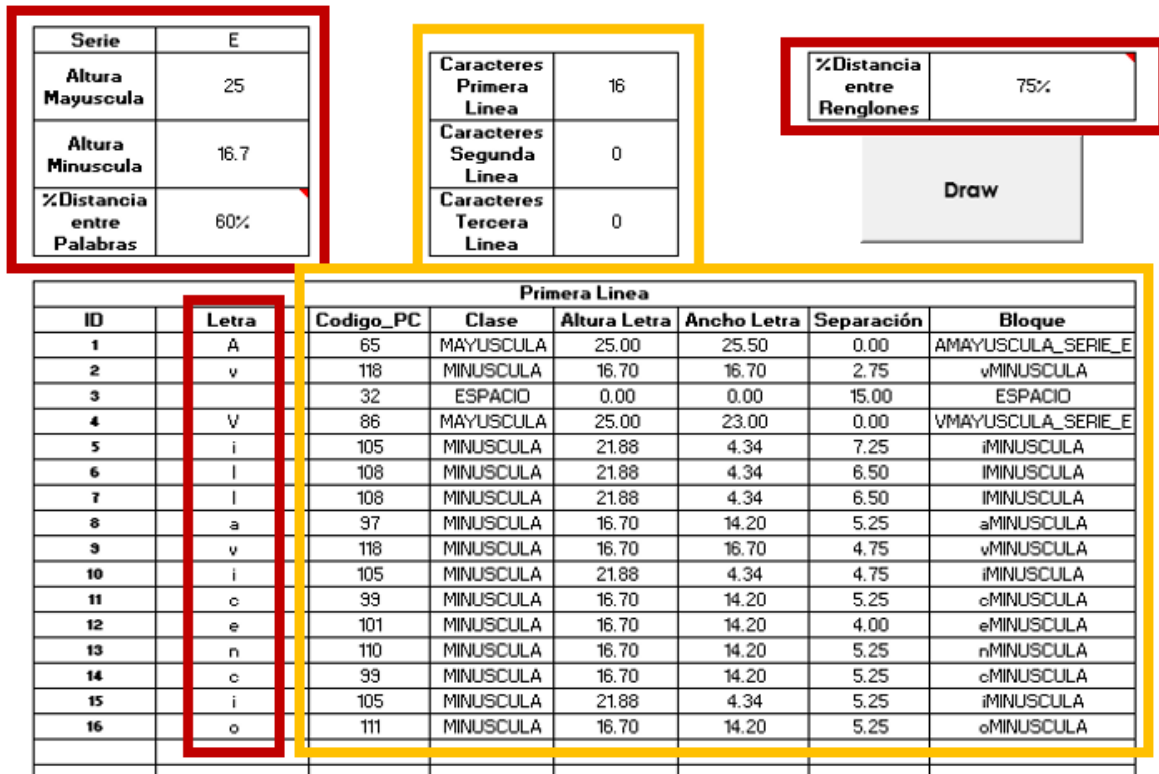 Serie E
Altura Mayuscula 25
Altura Minuscula 16.7
%Distancia entre Palabras 60%
Caracteres Primera Linea 16
Caracteres Segunda Linea 0
Caracteres Tercera Linea 0
%Distancia entre Renglones 75%
Draw
Primera Linea
ID Letra Codigo_PC Clase Altura Letra Ancho Letra Separación Bloque
1 A 65 MAYUSCULA 25.00 25.50 0.00 AMAYUSCULA_SERIE_E
2 v 118 MINUSCULA 16.70 16.70 2.75 vMINUSCULA
3 32 ESPACIO 0.00 0.00 15.00 ESPACIO
4 V 86 MAYUSCULA 25.00 23.00 0.00 VMAYUSCULA_SERIE_E
5 i 105 MINUSCULA 21.88 4.34 7.25 iMINUSCULA
6 l 108 MINUSCULA 21.88 4.34 6.50 lMINUSCULA
7 l 108 MINUSCULA 21.88 4.34 6.50 lMINUSCULA
8 a 97 MINUSCULA 16.70 14.20 5.25 aMINUSCULA
9 v 118 MINUSCULA 16.70 16.70 4.75 vMINUSCULA
10 i 105 MINUSCULA 21.88 4.34 4.75 iMINUSCULA
11 c 99 MINUSCULA 16.70 14.20 5.25 cMINUSCULA
12 e 101 MINUSCULA 16.70 14.20 4.00 eMINUSCULA
13 n 110 MINUSCULA 16.70 14.20 5.25 nMINUSCULA
14 c 99 MINUSCULA 16.70 14.20 5.25 cMINUSCULA
15 i 105 MINUSCULA 21.88 4.34 5.25 iMINUSCULA
16 o 111 MINUSCULA 16.70 14.20 5.25 oMINUSCULA